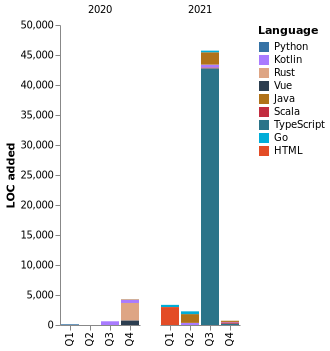 2020 2021
Language
Python
Kotlin
Rust
Vue
Java
Scala
TypeScript
Go
HTML
LOC added
50,000
45,000
40,000
35,000
30,000
25,000
20,000
15,000
10,000
5,000
0
Q1 Q2 Q3 Q4 Q1 Q2 Q3 Q4